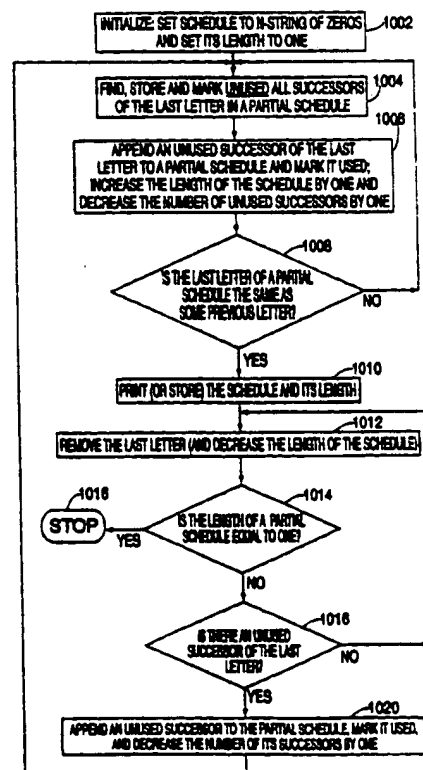 INITIALIZE: SET SCHEDULE TO N-STRING OF ZEROS
AND SET ITS LENGTH TO ONE
1002
FIND, STORE AND MARK UNUSED ALL SUCCESSORS
OF THE LAST LETTER IN A PARTIAL SCHEDULE
1004
1006
APPEND AN UNUSED SUCCESSOR OF THE LAST
LETTER TO A PARTIAL SCHEDULE AND MARK IT USED;
INCREASE THE LENGTH OF THE SCHEDULE BY ONE AND
DECREASE THE NUMBER OF UNUSED SUCCESSORS BY ONE
1008
IS THE LAST LETTER OF A PARTIAL
SCHEDULE THE SAME AS
SOME PREVIOUS LETTER?
NO
YES
1010
PRINT (OR STORE) THE SCHEDULE AND ITS LENGTH
1012
REMOVE THE LAST LETTER (AND DECREASE THE LENGTH OF THE SCHEDULE)
1016
1014
STOP
IS THE LENGTH OF A PARTIAL
SCHEDULE EQUAL TO ONE?
YES
NO
1016
IS THERE AN UNUSED
SUCCESSOR OF THE LAST
LETTER?
NO
YES
1020
APPEND AN UNUSED SUCCESSOR TO THE PARTIAL SCHEDULE, MARK IT USED,
AND DECREASE THE NUMBER OF ITS SUCCESSORS BY ONE